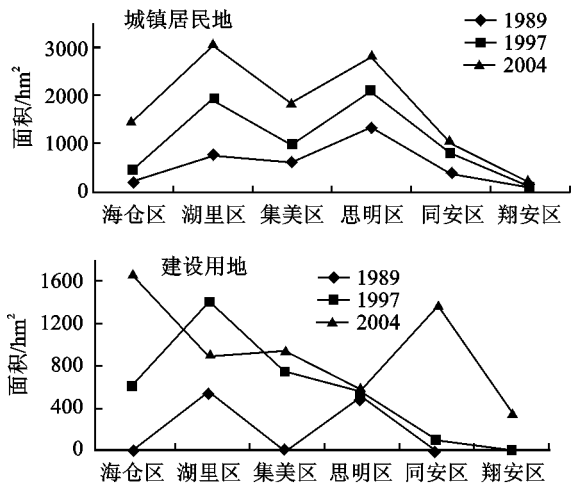 城镇居民地
1989
1997
2004
面积/hm²
3000
2000
1000
0
海仓区 湖里区 集美区 思明区 同安区 翔安区
建设用地
1989
1997
2004
面积/hm²
1600
1200
800
400
0
海仓区 湖里区 集美区 思明区 同安区 翔安区